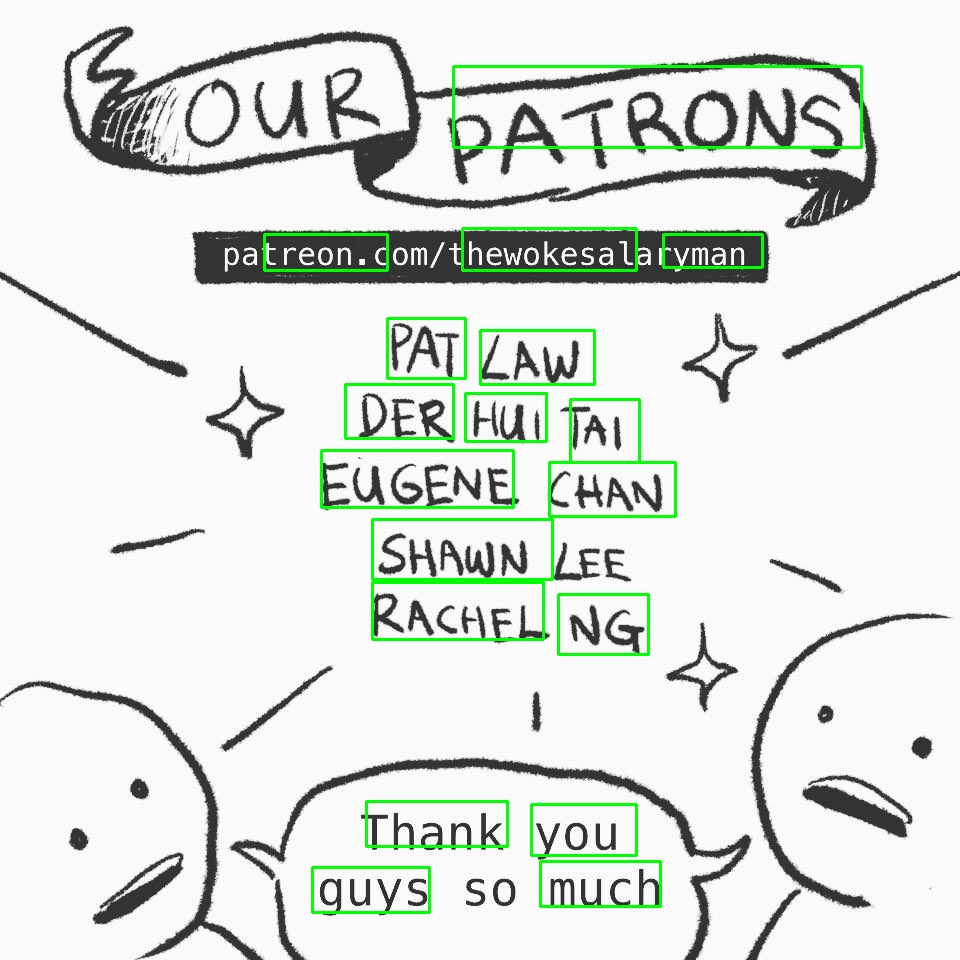 OUR PATRONS
patreon.com/thewokesalaryman
PAT LAW
DER HUI TAI
EUGENE CHAN
SHAWN LEE
RACHEL NG
Thank you
guys so much